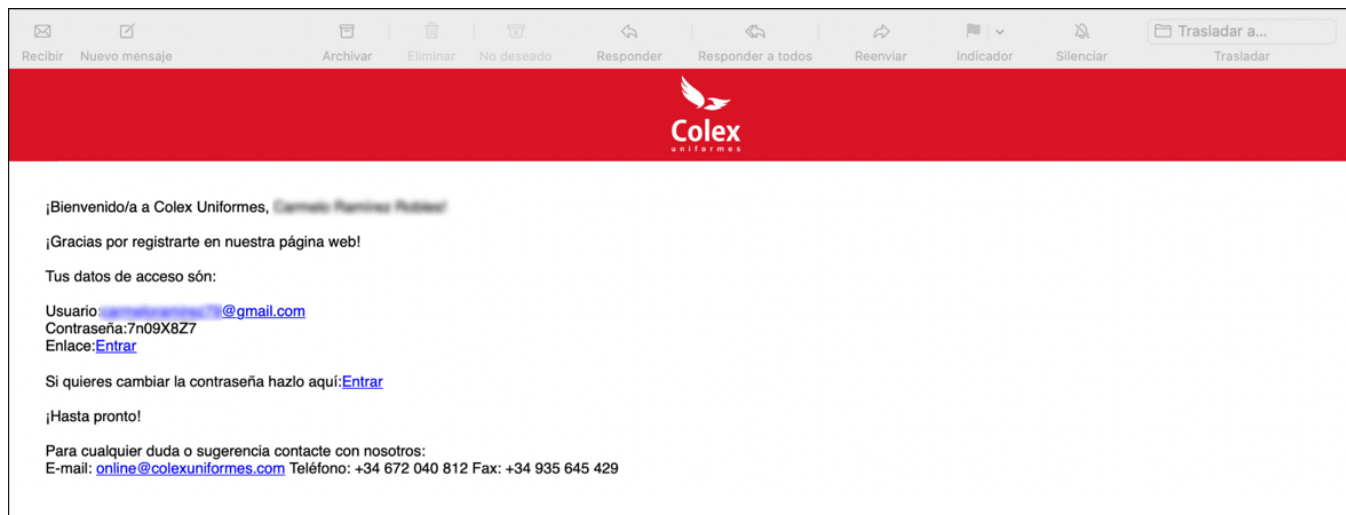 Recibir Nuevo mensaje Archivar Eliminar No deseado Responder Responder a todos Reenviar Indicador Silenciar Trasladar a... Trasladar
Colex
uniformes
¡Bienvenido/a a Colex Uniformes,
¡Gracias por registrarte en nuestra página web!
Tus datos de acceso són:
Usuario: @gmail.com
Contraseña:7n09X8Z7
Enlace:Entrar
Si quieres cambiar la contraseña hazlo aquí:Entrar
¡Hasta pronto!
Para cualquier duda o sugerencia contacte con nosotros:
E-mail: online@colexuniformes.com Teléfono: +34 672 040 812 Fax: +34 935 645 429